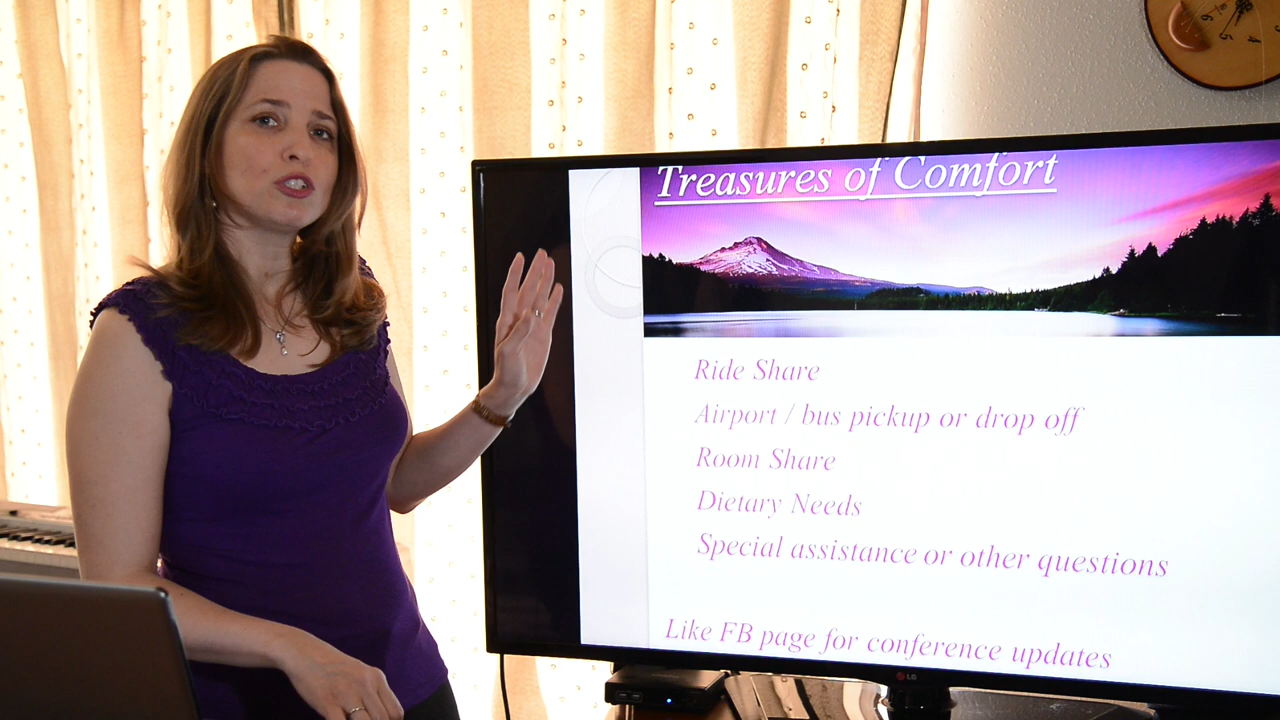 Treasures of Comfort
Ride Share
Airport / bus pickup or drop off
Room Share
Dietary Needs
Special assistance or other questions
Like FB page for conference updates
LG